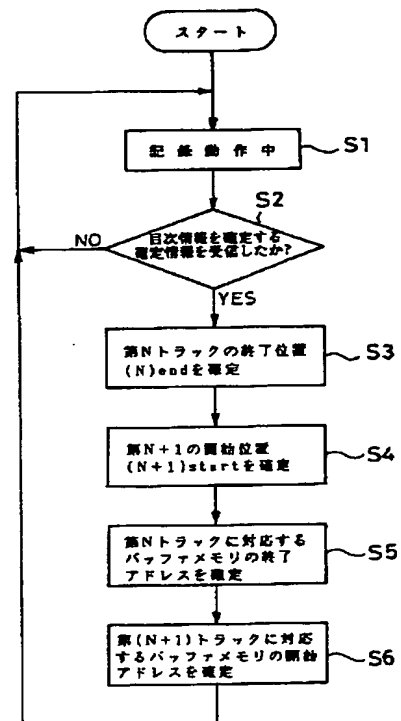 スタート
記録動作中
S1
S2
目次情報を確定する
確定情報を受信したか?
NO
YES
第Nトラックの終了位置
(N)endを確定
S3
第N+1の開始位置
(N+1)startを確定
S4
第Nトラックに対応する
バッファメモリの終了
アドレスを確定
S5
第(N+1)トラックに対応
するバッファメモリの開始
アドレスを確定
S6